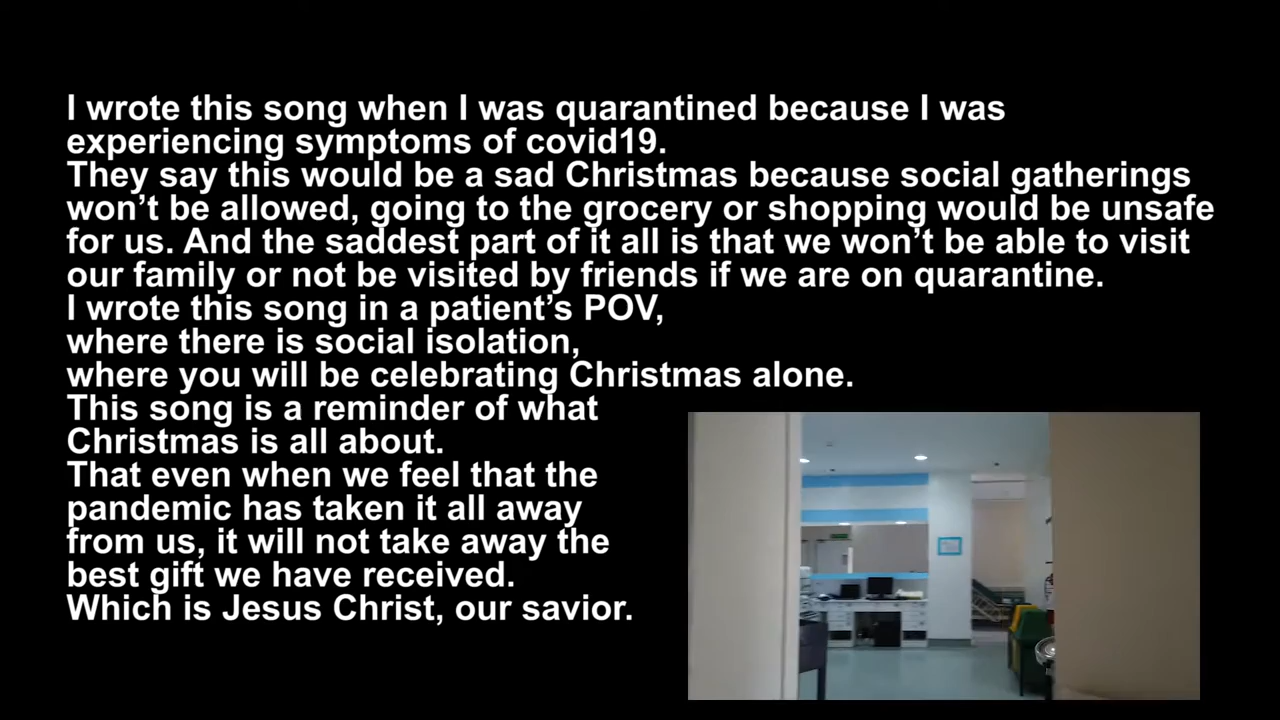 I wrote this song when I was quarantined because I was
experiencing symptoms of covid19.
They say this would be a sad Christmas because social gatherings
won’t be allowed, going to the grocery or shopping would be unsafe
for us. And the saddest part of it all is that we won’t be able to visit
our family or not be visited by friends if we are on quarantine.
I wrote this song in a patient’s POV,
where there is social isolation,
where you will be celebrating Christmas alone.
This song is a reminder of what
Christmas is all about.
That even when we feel that the
pandemic has taken it all away
from us, it will not take away the
best gift we have received.
Which is Jesus Christ, our savior.